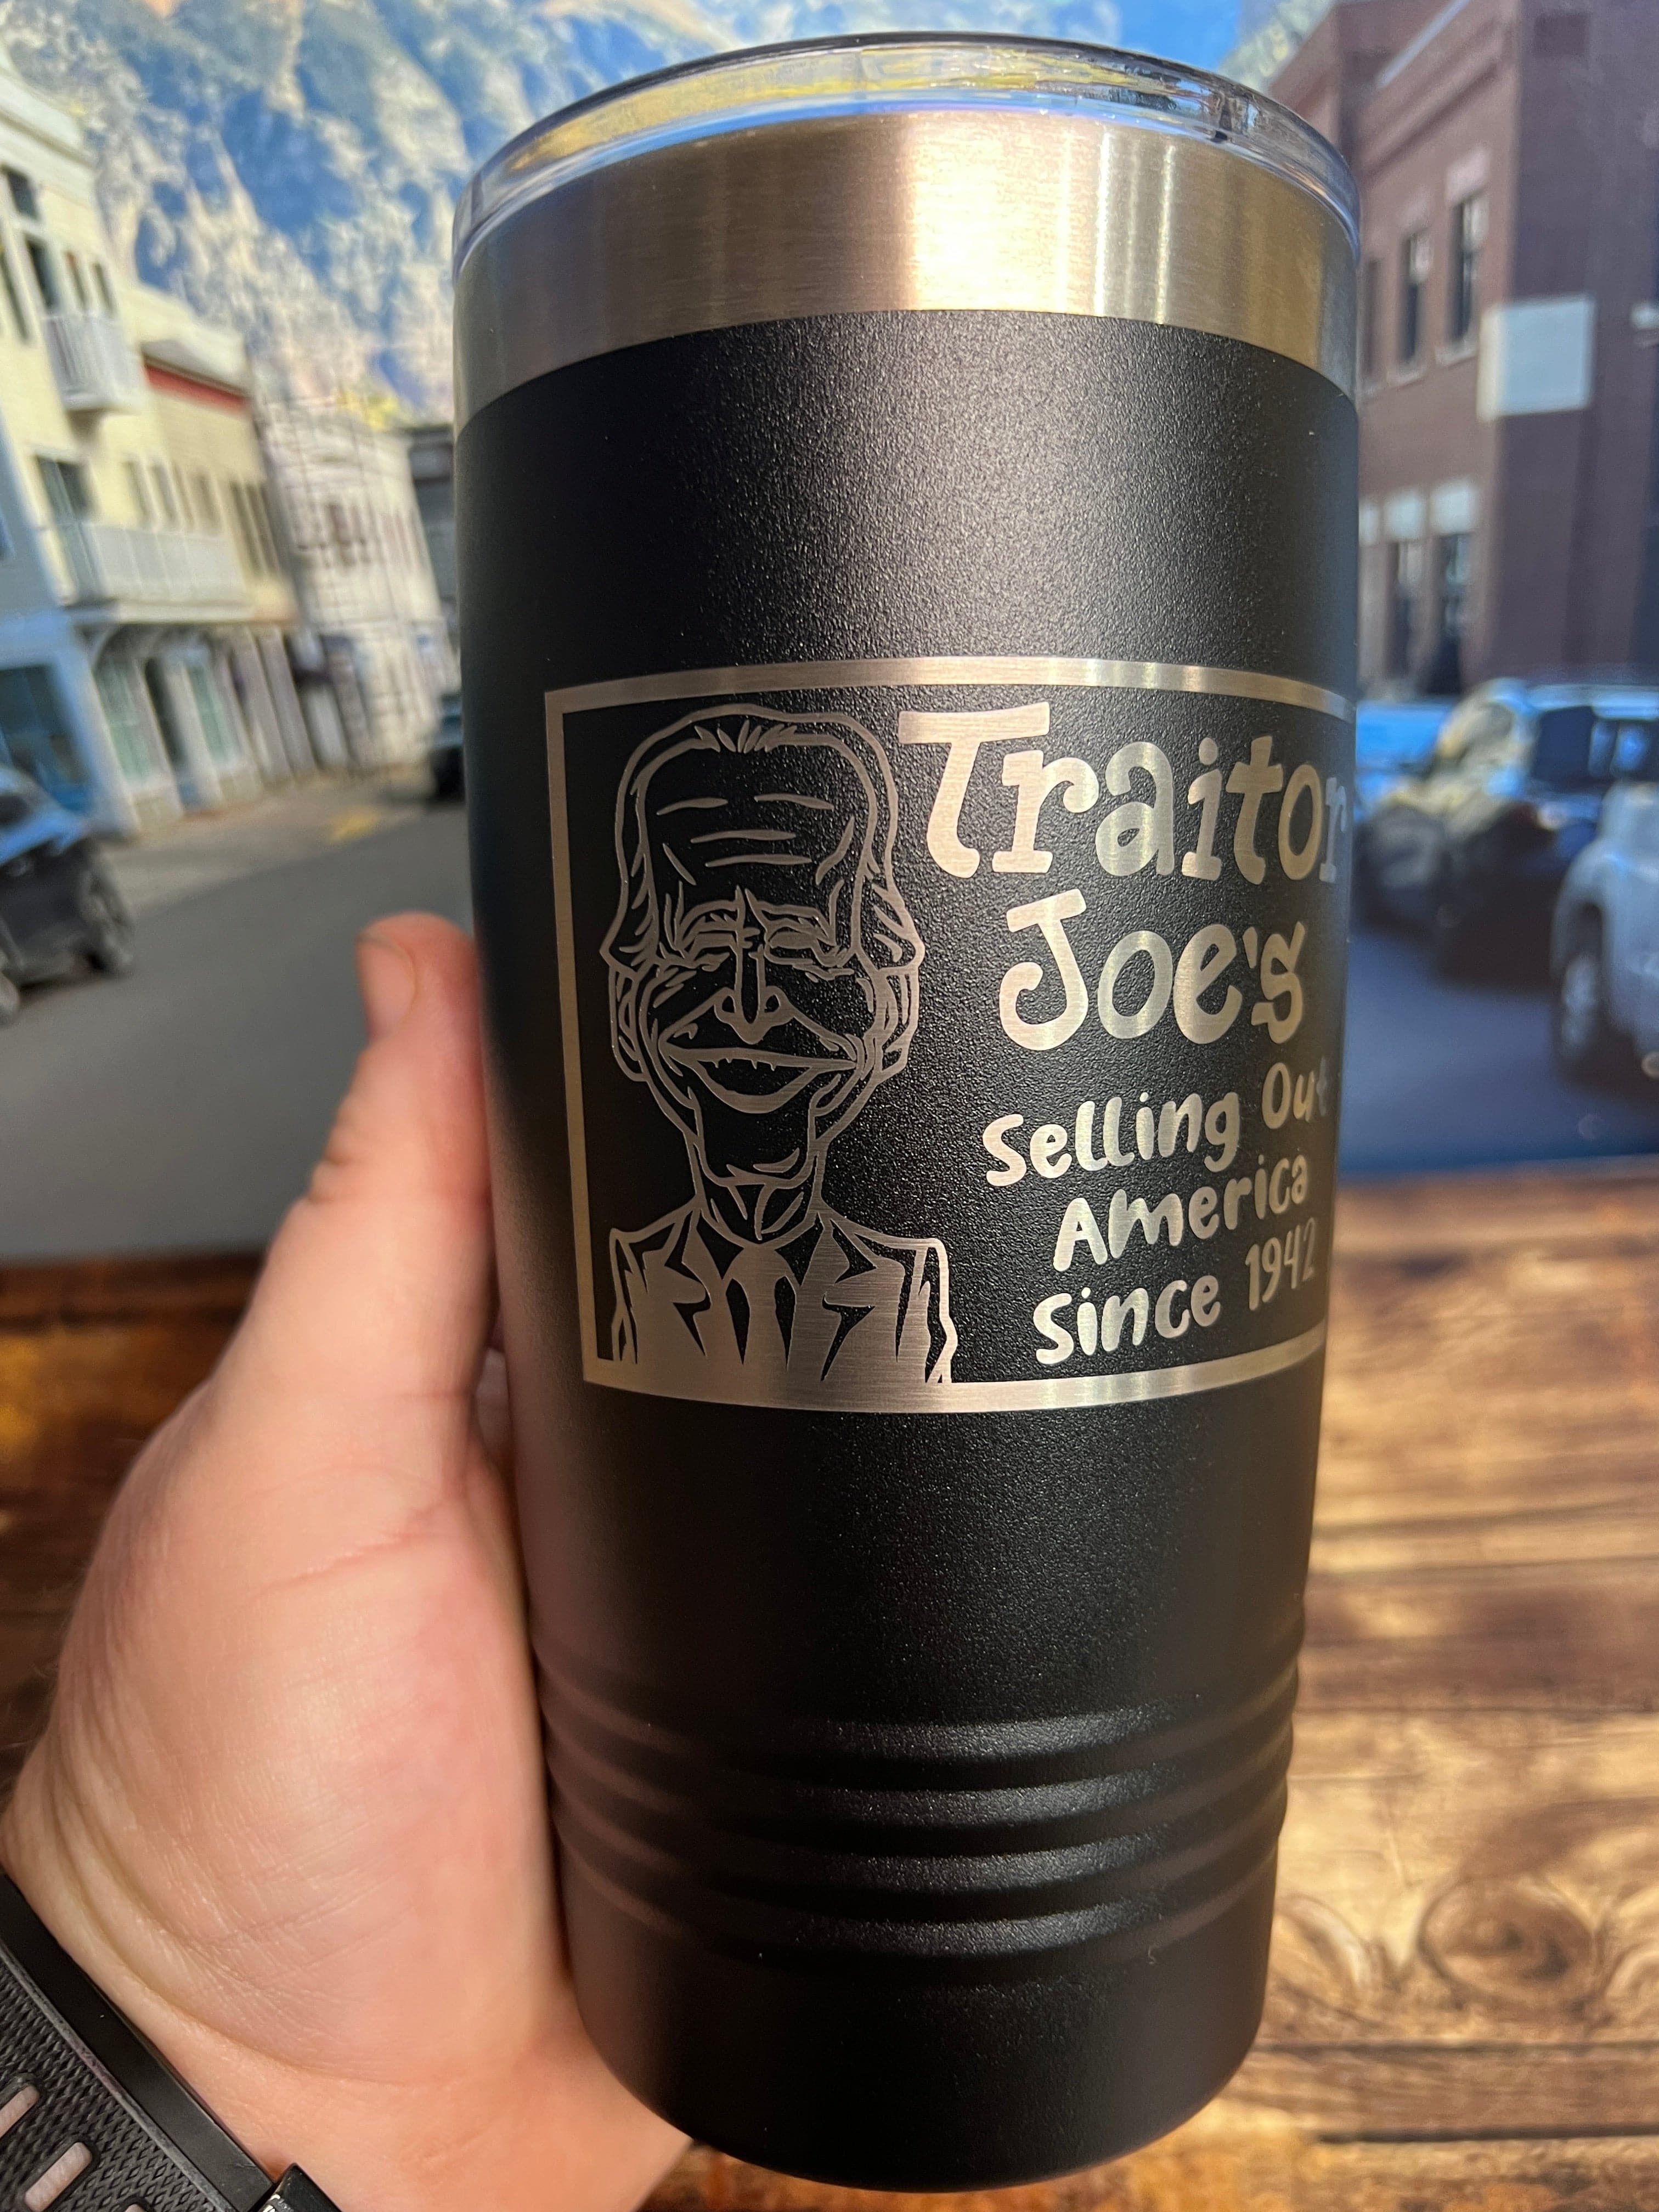 Traitor
Joe's
Selling Out
America
since 1942